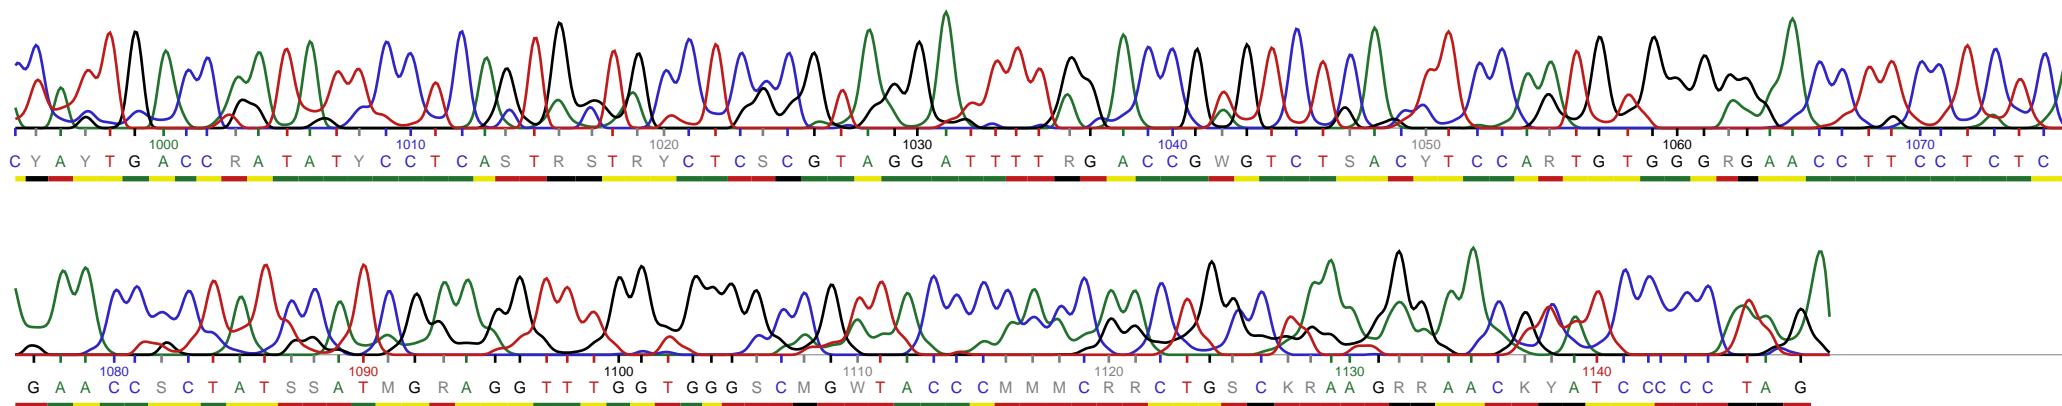 1000 1010 1020 1030 1040 1050 1060 1070
C Y A Y T G A C C R A T A T Y C C T C A S T R S T R Y C T C S C G T A G G A T T T T R G A C C G W G T C T S A C Y T C C A R T G T G G G R G A A C C T T C C T C T C
1080 1090 1100 1110 1120 1130 1140
G A A C C S C T A T S S A T M G R A G G T T T G G T G G G S C M G W T A C C C M M M C R R C T G S C K R A A G R R A A C K Y A T C C C C C T A G